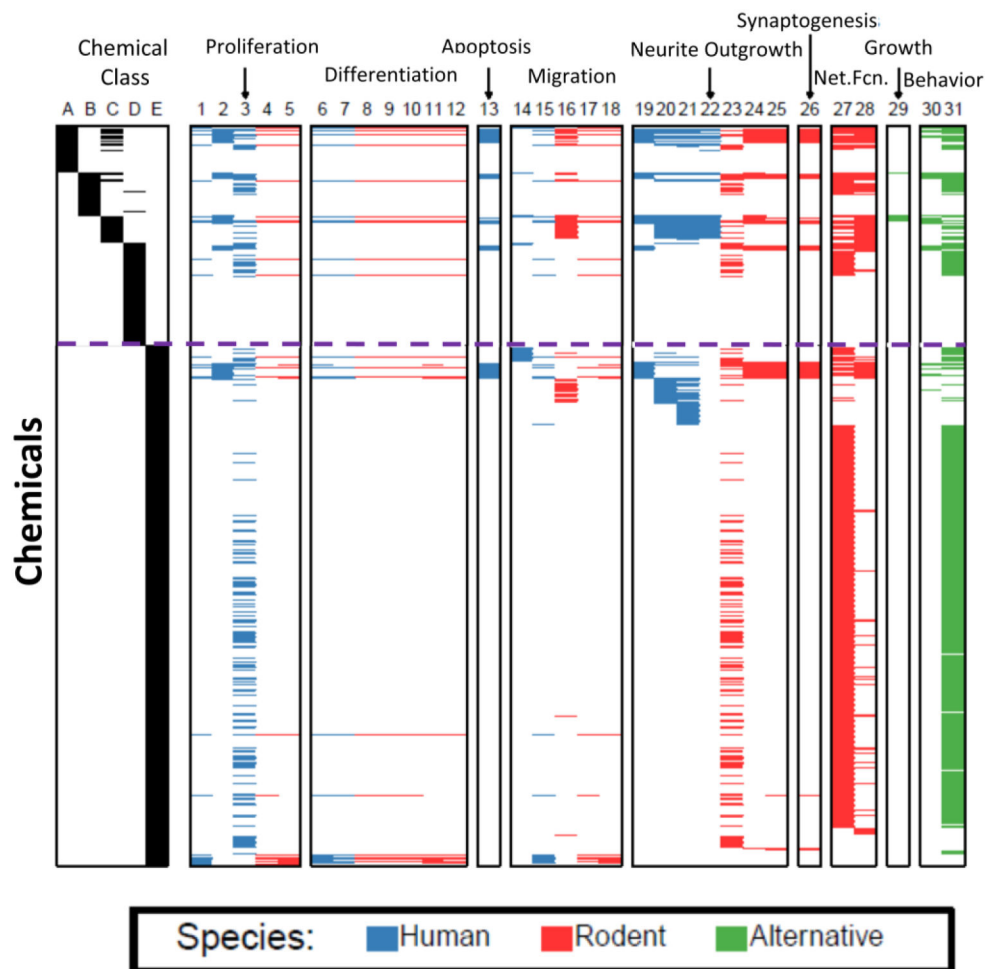 Synaptogenesis
Chemical Class
Proliferation
Apoptosis
Neurite Outgrowth
Growth
Differentiation
Migration
Net.Fcn.
Behavior
A B C D E
1 2 3 4 5
6 7 8 9 10 11 12
13
14 15 16 17 18
19 20 21 22 23 24 25
26
27 28
29
30 31
Chemicals
Species: Human Rodent Alternative